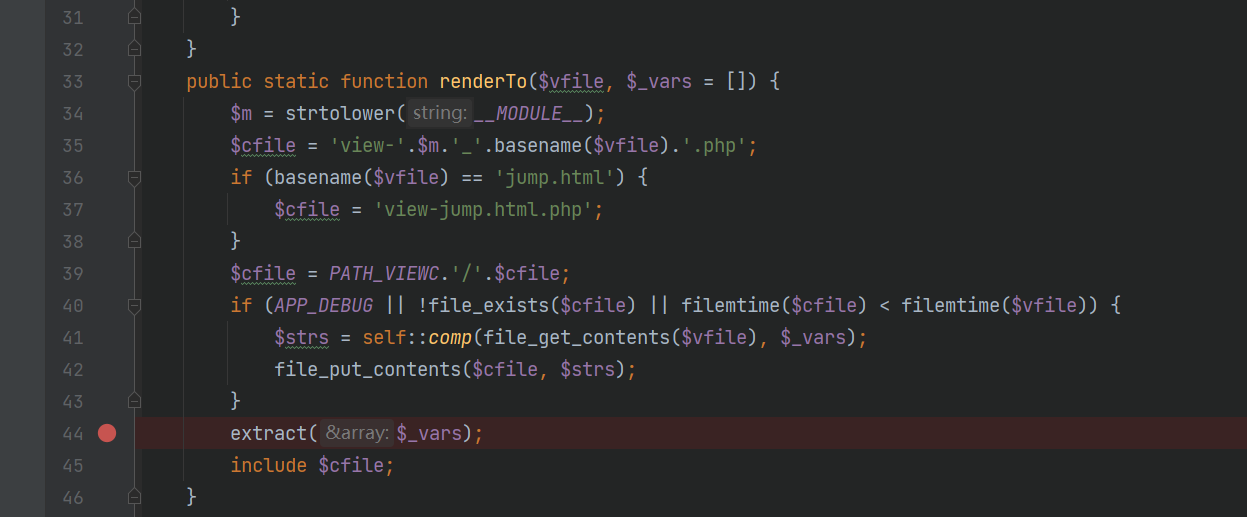 31 }
32 }
33 public static function renderTo($vfile, $_vars = []) {
34 $m = strtolower( string: __MODULE__);
35 $cfile = 'view-'.$m.'_'.basename($vfile).'.php';
36 if (basename($vfile) == 'jump.html') {
37 $cfile = 'view-jump.html.php';
38 }
39 $cfile = PATH_VIEWC.'/'.$cfile;
40 if (APP_DEBUG || !file_exists($cfile) || filemtime($cfile) < filemtime($vfile)) {
41 $strs = self::comp(file_get_contents($vfile), $_vars);
42 file_put_contents($cfile, $strs);
43 }
44 extract( &array: $_vars);
45 include $cfile;
46 }